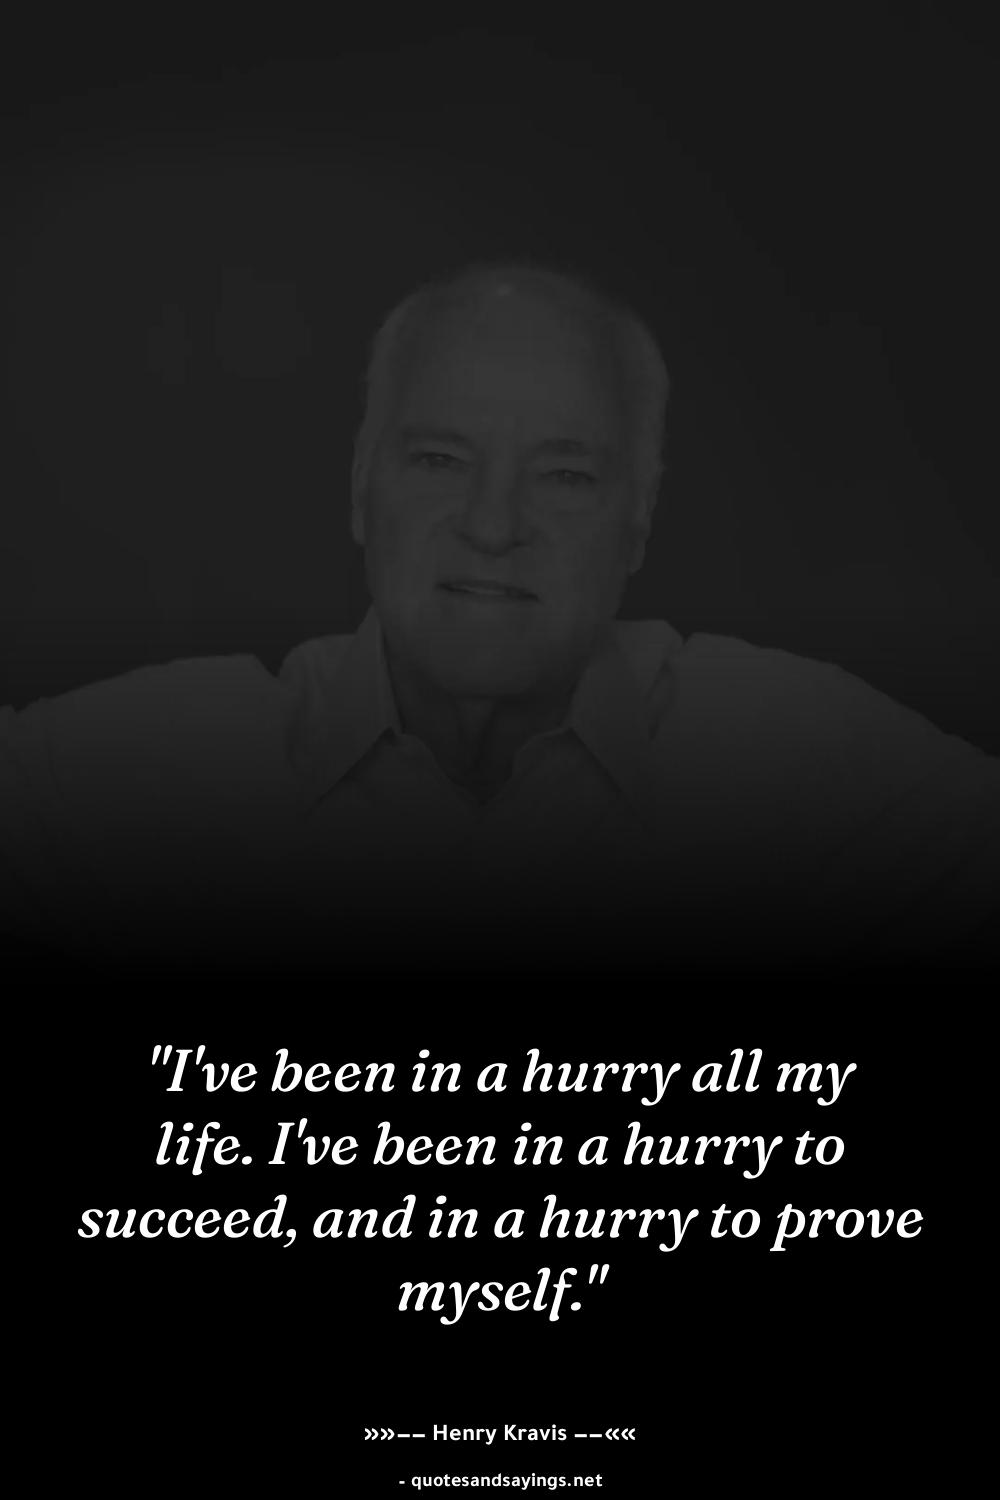 "I've been in a hurry all my
life. I've been in a hurry to
succeed, and in a hurry to prove
myself."
»»−− Henry Kravis −−««
- quotesandsayings.net